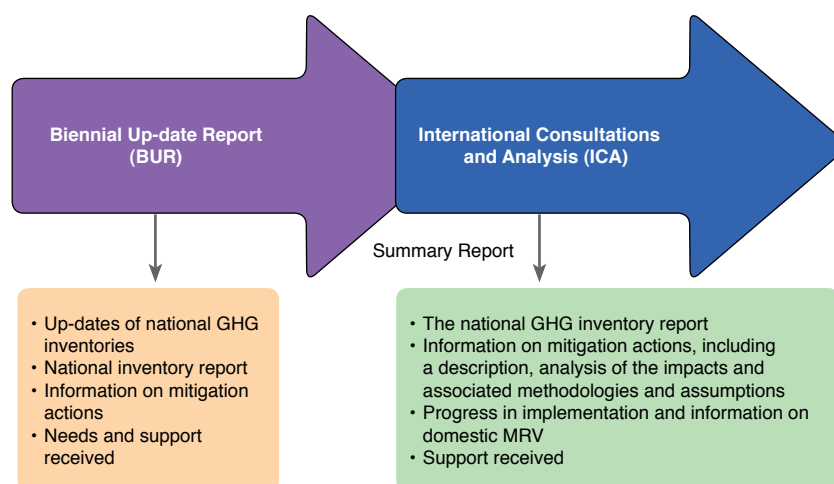 Biennial Up-date Report
(BUR)
International Consultations
and Analysis (ICA)
Summary Report
• Up-dates of national GHG
inventories
• National inventory report
• Information on mitigation
actions
• Needs and support
received
• The national GHG inventory report
• Information on mitigation actions, including
a description, analysis of the impacts and
associated methodologies and assumptions
• Progress in implementation and information on
domestic MRV
• Support received